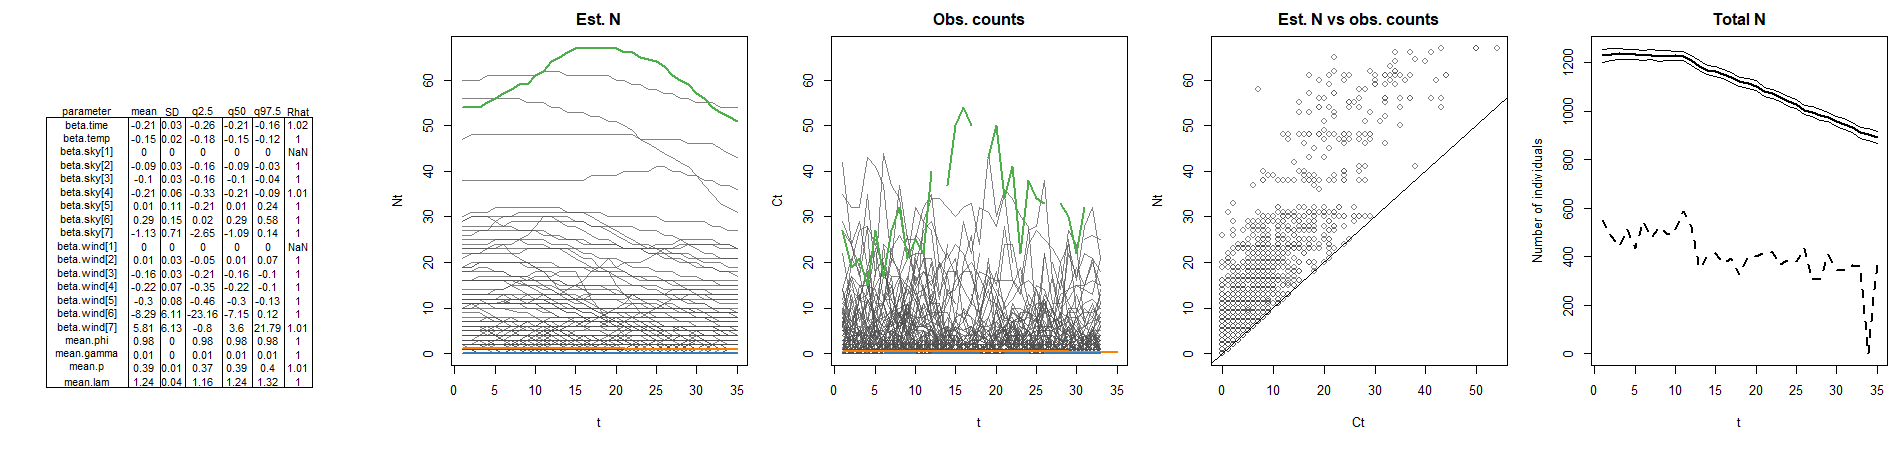 parameter mean SD q2.5 q50 q97.5 Rhat
beta.time −0.21 0.03 −0.26 −0.21 −0.16 1.02
beta.temp −0.15 0.02 −0.18 −0.15 −0.12 1
beta.sky[1] 0 0 0 0 0 NaN
beta.sky[2] −0.09 0.03 −0.16 −0.09 −0.03 1
beta.sky[3] −0.1 0.03 −0.16 −0.1 −0.04 1
beta.sky[4] −0.21 0.06 −0.33 −0.21 −0.09 1.01
beta.sky[5] 0.01 0.11 −0.21 0.01 0.24 1
beta.sky[6] 0.29 0.15 0.02 0.29 0.58 1
beta.sky[7] −1.13 0.71 −2.65 −1.09 0.14 1
beta.wind[1] 0 0 0 0 0 NaN
beta.wind[2] 0.01 0.03 −0.05 0.01 0.07 1
beta.wind[3] −0.16 0.03 −0.21 −0.16 −0.1 1
beta.wind[4] −0.22 0.07 −0.35 −0.22 −0.1 1
beta.wind[5] −0.3 0.08 −0.46 −0.3 −0.13 1
beta.wind[6] −8.29 6.11 −23.16 −7.15 0.12 1
beta.wind[7] 5.81 6.13 −0.8 3.6 21.79 1.01
mean.phi 0.98 0 0.98 0.98 0.98 1
mean.gamma 0.01 0 0.01 0.01 0.01 1
mean.p 0.39 0.01 0.37 0.39 0.4 1.01
mean.lam 1.24 0.04 1.16 1.24 1.32 1
Est. N
Nt
0 10 20 30 40 50 60
0 5 10 15 20 25 30 35
t
Obs. counts
Ct
0 10 20 30 40 50 60
0 5 10 15 20 25 30 35
t
Est. N vs obs. counts
Nt
0 10 20 30 40 50 60
0 10 20 30 40 50
Ct
Total N
Number of individuals
0 200 400 600 800 1000 1200
0 5 10 15 20 25 30 35
t